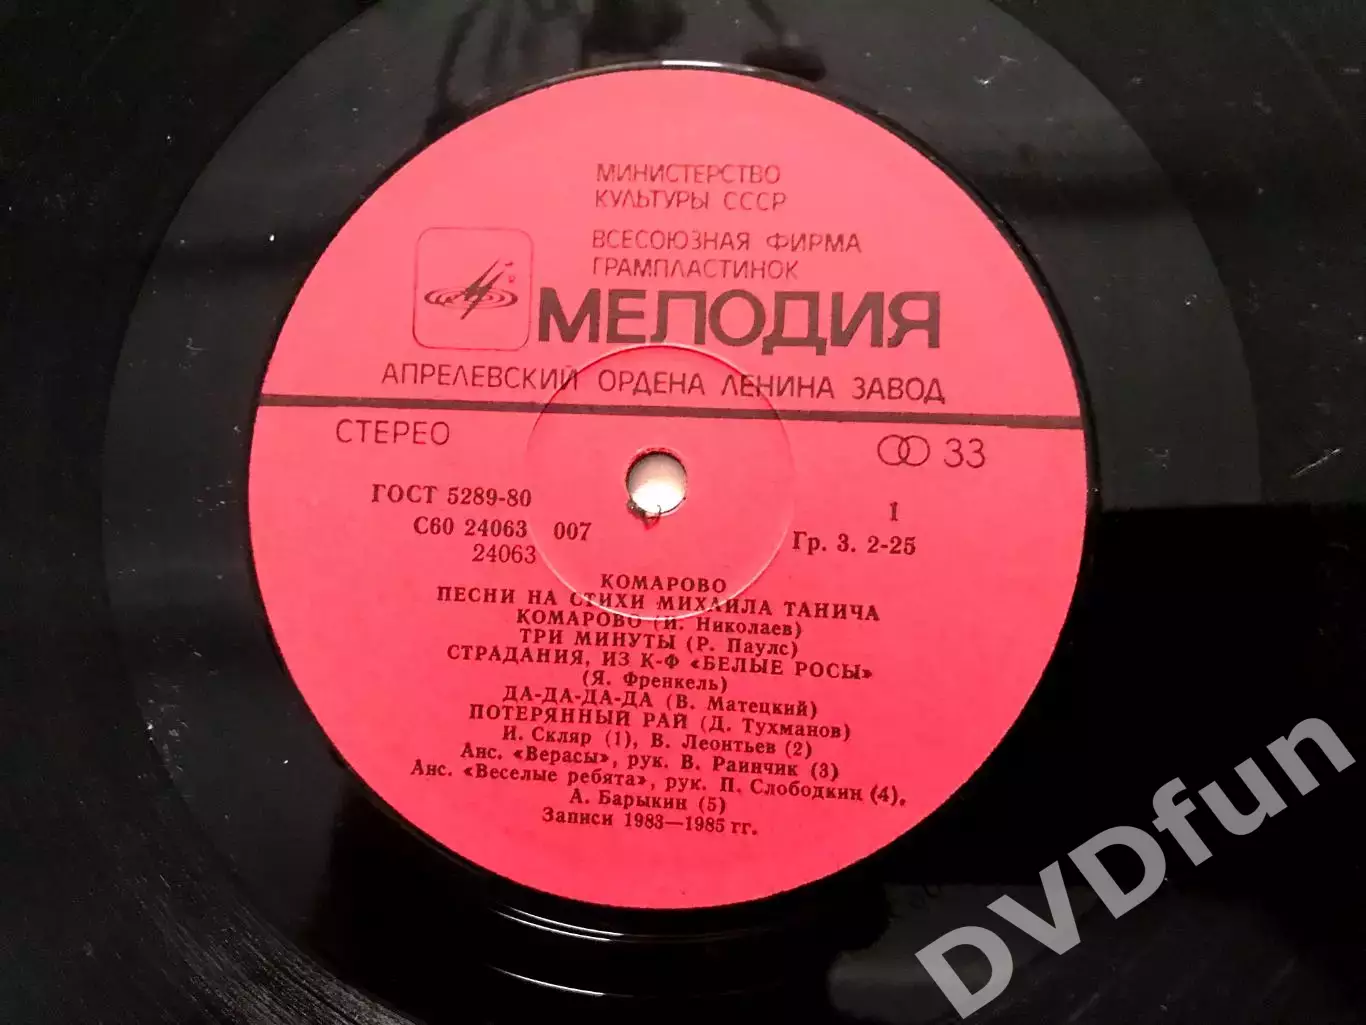 МИНИСТЕРСТВО
КУЛЬТУРЫ СССР
ВСЕСОЮЗНАЯ ФИРМА
ГРАМПЛАСТИНОК
МЕЛОДИЯ
АПРЕЛЕВСКИЙ ОРДЕНА ЛЕНИНА ЗАВОД
СТЕРЕО
33
ГОСТ 5289-80
1
С60 24063 007
Гр. 3. 2-25
24063
КОМАРОВО
ПЕСНИ НА СТИХИ МИХАИЛА ТАНИЧА
КОМАРОВО (И. Николаев)
ТРИ МИНУТЫ (Р. Паулс)
СТРАДАНИЯ, ИЗ К-Ф «БЕЛЫЕ РОСЫ»
(Я. Френкель)
ДА-ДА-ДА-ДА (В. Матецкий)
ПОТЕРЯННЫЙ РАЙ (Д. Тухманов)
И. Скляр (1), В. Леонтьев (2)
Анс. «Верасы», рук. В. Раинчик (3)
Анс. «Веселые ребята», рук. П. Слободкин (4),
А. Барыкин (5)
Записи 1983—1985 гг.
DVDfun